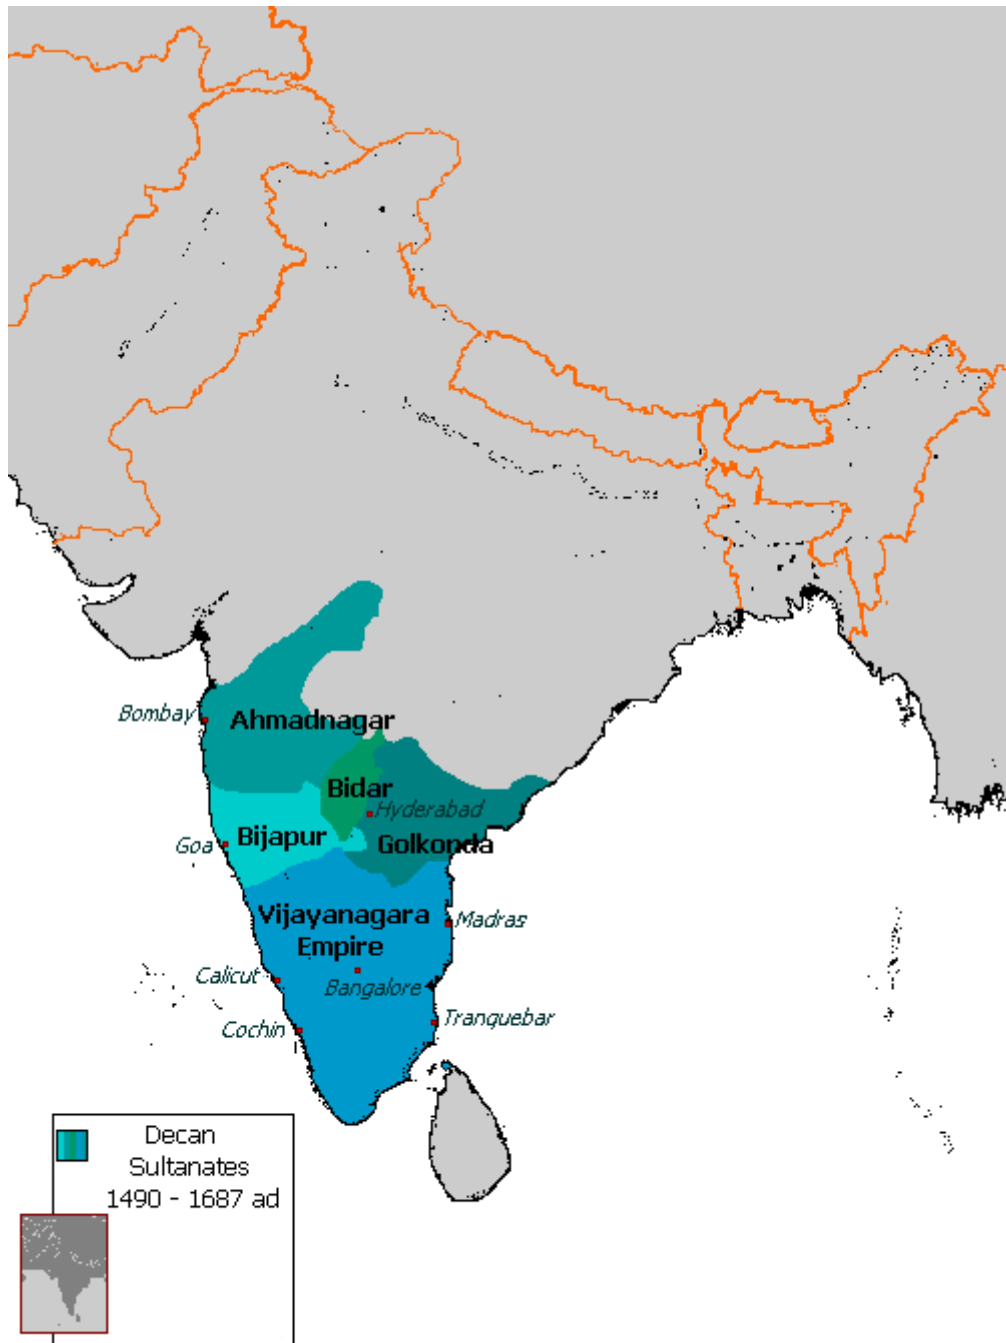 Bombay
Ahmadnagar
Bidar
Hyderabad
Bijapur
Golkonda
Goa
Vijayanagara
Empire
Madras
Calicut
Bangalore
Cochin
Tranquebar
Decan
Sultanates
1490 - 1687 ad